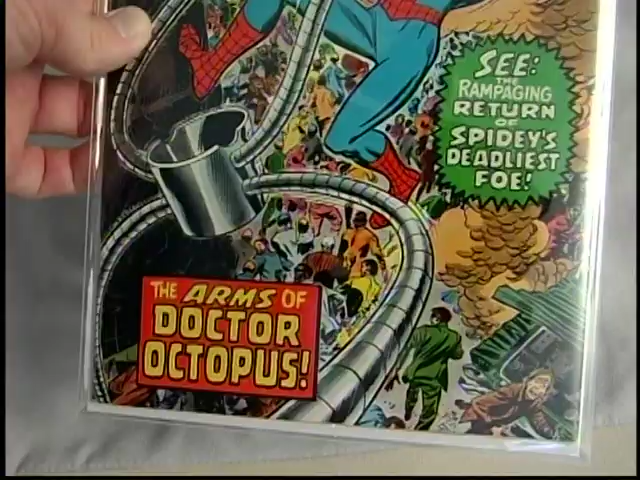 SEE:
THE
RAMPAGING
RETURN
OF
SPIDEY'S
DEADLIEST
FOE!
THE ARMS OF
DOCTOR
OCTOPUS!